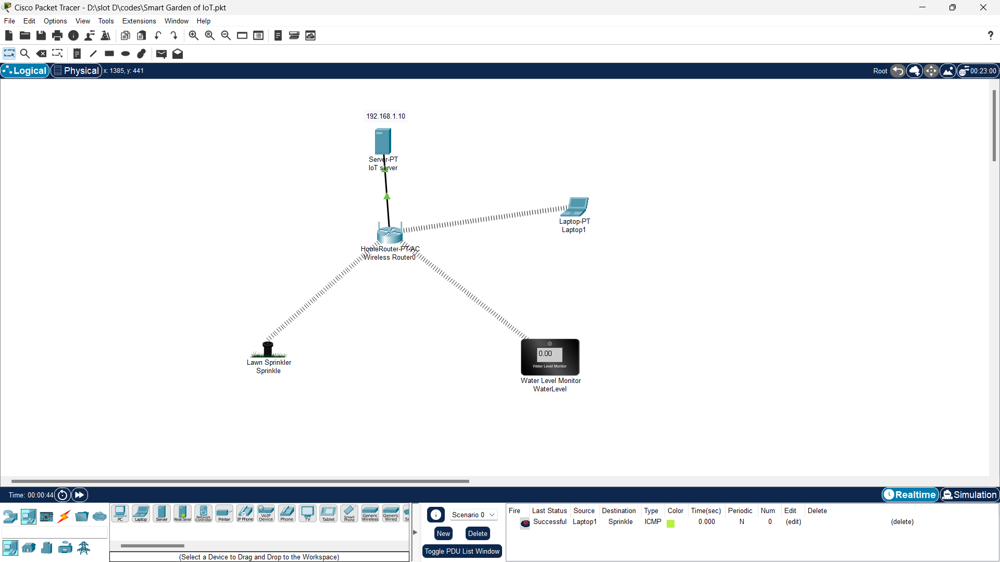 Cisco Packet Tracer - D:\slot D\codes\Smart Garden of IoT.pkt
File Edit Options View Tools Extensions Window Help
?
Logical Physical x: 1385, y: 441 Root 00:23:00
192.168.1.10
Server-PT
IoT server
Laptop-PT
Laptop1
HomeRouter-PT-AC
Wireless Router0
Lawn Sprinkler
Sprinkle
0.00
Water Level Monitor
Water Level Monitor
WaterLevel
Time: 00:00:44 Realtime Simulation
PC Laptop Server Meraki Server Network Controller Printer IP Phone VoIP Device Phone TV Tablet Smart Phone Generic Wireless Generic Wired
(Select a Device to Drag and Drop to the Workspace)
Scenario 0
New Delete
Toggle PDU List Window
Fire Last Status Source Destination Type Color Time(sec) Periodic Num Edit Delete
Successful Laptop1 Sprinkle ICMP 0.000 N 0 (edit) (delete)